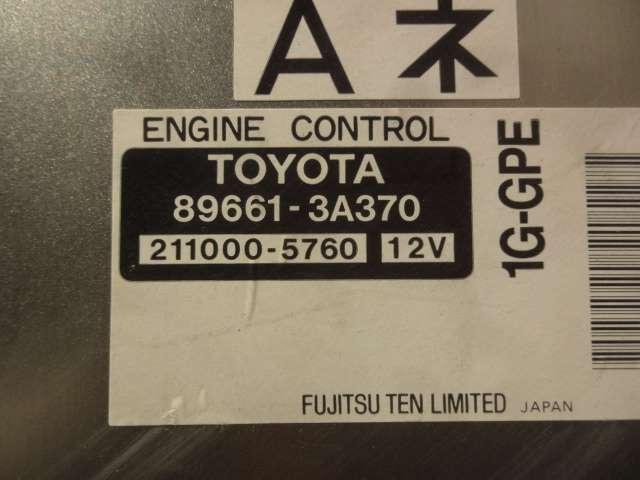 A ネ
ENGINE CONTROL
TOYOTA
89661-3A370
211000-5760 12V
1G-GPE
FUJITSU TEN LIMITED JAPAN